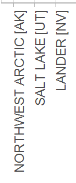 NORTHWEST ARCTIC [AK]
SALT LAKE [UT]
LANDER [NV]